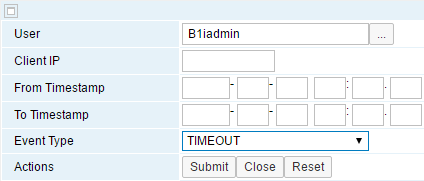 User B1iadmin ...
Client IP
From Timestamp - - : .
To Timestamp - - : .
Event Type TIMEOUT
Actions Submit Close Reset